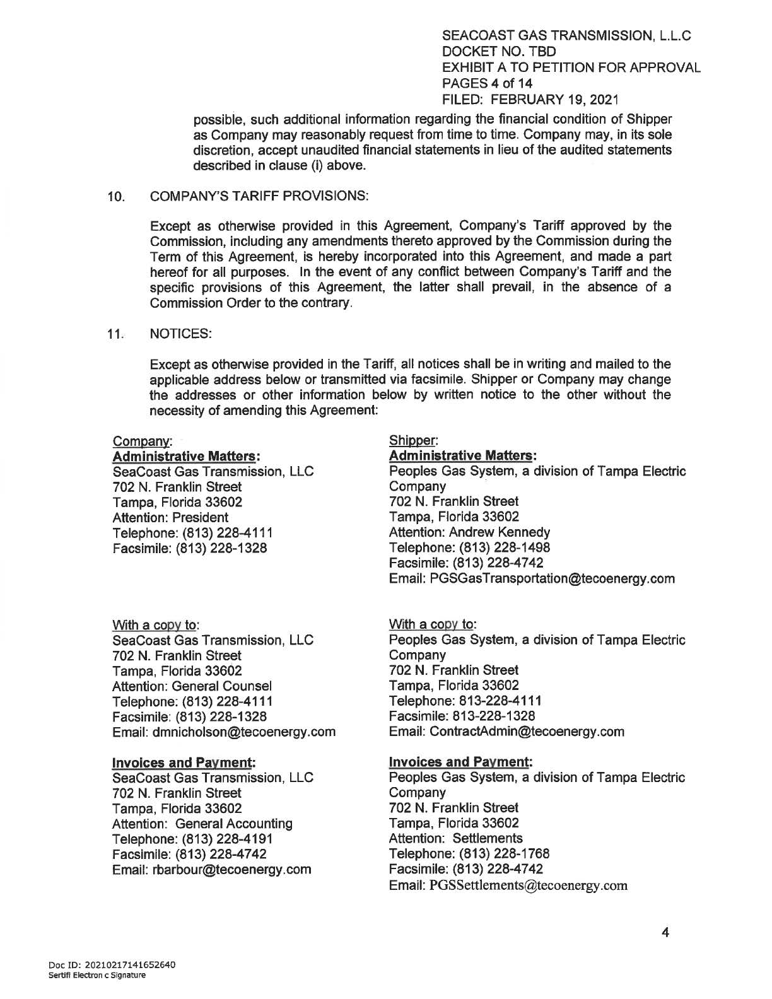 SEACOAST GAS TRANSMISSION, L.L.C
DOCKET NO. TBD
EXHIBIT A TO PETITION FOR APPROVAL
PAGES 4 of 14
FILED: FEBRUARY 19, 2021
possible, such additional information regarding the financial condition of Shipper
as Company may reasonably request from time to time. Company may, in its sole
discretion, accept unaudited financial statements in lieu of the audited statements
described in clause (i) above.
10. COMPANY'S TARIFF PROVISIONS:
Except as otherwise provided in this Agreement, Company's Tariff approved by the
Commission, including any amendments thereto approved by the Commission during the
Term of this Agreement, is hereby incorporated into this Agreement, and made a part
hereof for all purposes. In the event of any conflict between Company's Tariff and the
specific provisions of this Agreement, the latter shall prevail, in the absence of a
Commission Order to the contrary.
11. NOTICES:
Except as otherwise provided in the Tariff, all notices shall be in writing and mailed to the
applicable address below or transmitted via facsimile. Shipper or Company may change
the addresses or other information below by written notice to the other without the
necessity of amending this Agreement:
Company:
Administrative Matters:
SeaCoast Gas Transmission, LLC
702 N. Franklin Street
Tampa, Florida 33602
Attention: President
Telephone: (813) 228-4111
Facsimile: (813) 228-1328
Shipper:
Administrative Matters:
Peoples Gas System, a division of Tampa Electric
Company
702 N. Franklin Street
Tampa, Florida 33602
Attention: Andrew Kennedy
Telephone: (813) 228-1498
Facsimile: (813) 228-4742
Email: PGSGasTransportation@tecoenergy.com
With a copy to:
SeaCoast Gas Transmission, LLC
702 N. Franklin Street
Tampa, Florida 33602
Attention: General Counsel
Telephone: (813) 228-4111
Facsimile: (813) 228-1328
Email: dmnicholson@tecoenergy.com
With a copy to:
Peoples Gas System, a division of Tampa Electric
Company
702 N. Franklin Street
Tampa, Florida 33602
Telephone: 813-228-4111
Facsimile: 813-228-1328
Email: ContractAdmin@tecoenergy.com
Invoices and Payment:
SeaCoast Gas Transmission, LLC
702 N. Franklin Street
Tampa, Florida 33602
Attention: General Accounting
Telephone: (813) 228-4191
Facsimile: (813) 228-4742
Email: rbarbour@tecoenergy.com
Invoices and Payment:
Peoples Gas System, a division of Tampa Electric
Company
702 N. Franklin Street
Tampa, Florida 33602
Attention: Settlements
Telephone: (813) 228-1768
Facsimile: (813) 228-4742
Email: PGSSettlements@tecoenergy.com
4
Doc ID: 20210217141652640
Sertifi Electron c Signature